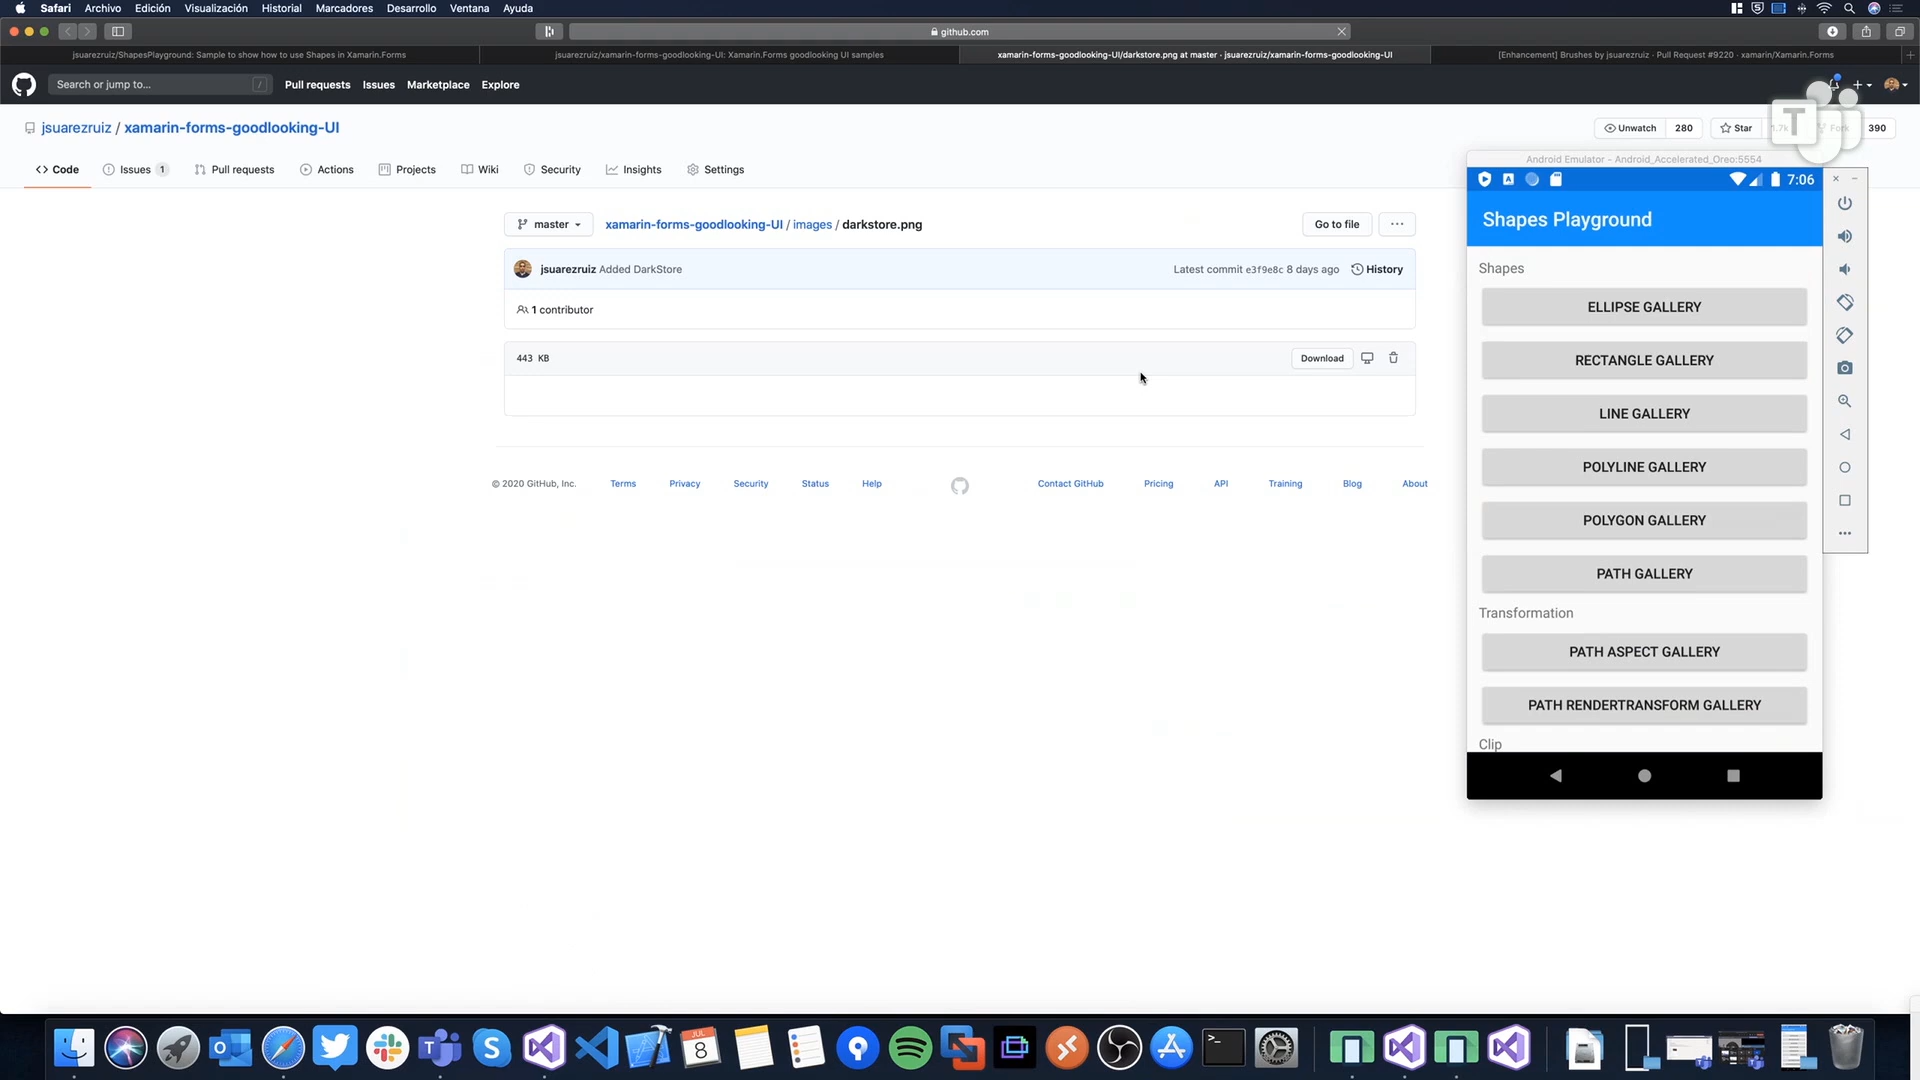 Safari Archivo Edición Visualización Historial Marcadores Desarrollo Ventana Ayuda
github.com
jsuarezruiz/ShapesPlayground: Sample to show how to use Shapes in Xamarin.Forms
jsuarezruiz/xamarin-forms-goodlooking-UI: Xamarin.Forms goodlooking UI samples
xamarin-forms-goodlooking-UI/darkstore.png at master · jsuarezruiz/xamarin-forms-goodlooking-UI
[Enhancement] Brushes by jsuarezruiz · Pull Request #9220 · xamarin/Xamarin.Forms
Search or jump to... / Pull requests Issues Marketplace Explore
jsuarezruiz / xamarin-forms-goodlooking-UI
Unwatch 280 Star 1.7k Fork 390
T
Code Issues 1 Pull requests Actions Projects Wiki Security Insights Settings
master xamarin-forms-goodlooking-UI / images / darkstore.png Go to file ...
jsuarezruiz Added DarkStore Latest commit e3f9e8c 8 days ago History
1 contributor
443 KB Download
© 2020 GitHub, Inc. Terms Privacy Security Status Help Contact GitHub Pricing API Training Blog About
Android Emulator - Android_Accelerated_Oreo:5554
7:06
Shapes Playground
Shapes
ELLIPSE GALLERY
RECTANGLE GALLERY
LINE GALLERY
POLYLINE GALLERY
POLYGON GALLERY
PATH GALLERY
Transformation
PATH ASPECT GALLERY
PATH RENDERTRANSFORM GALLERY
Clip
JUL
8